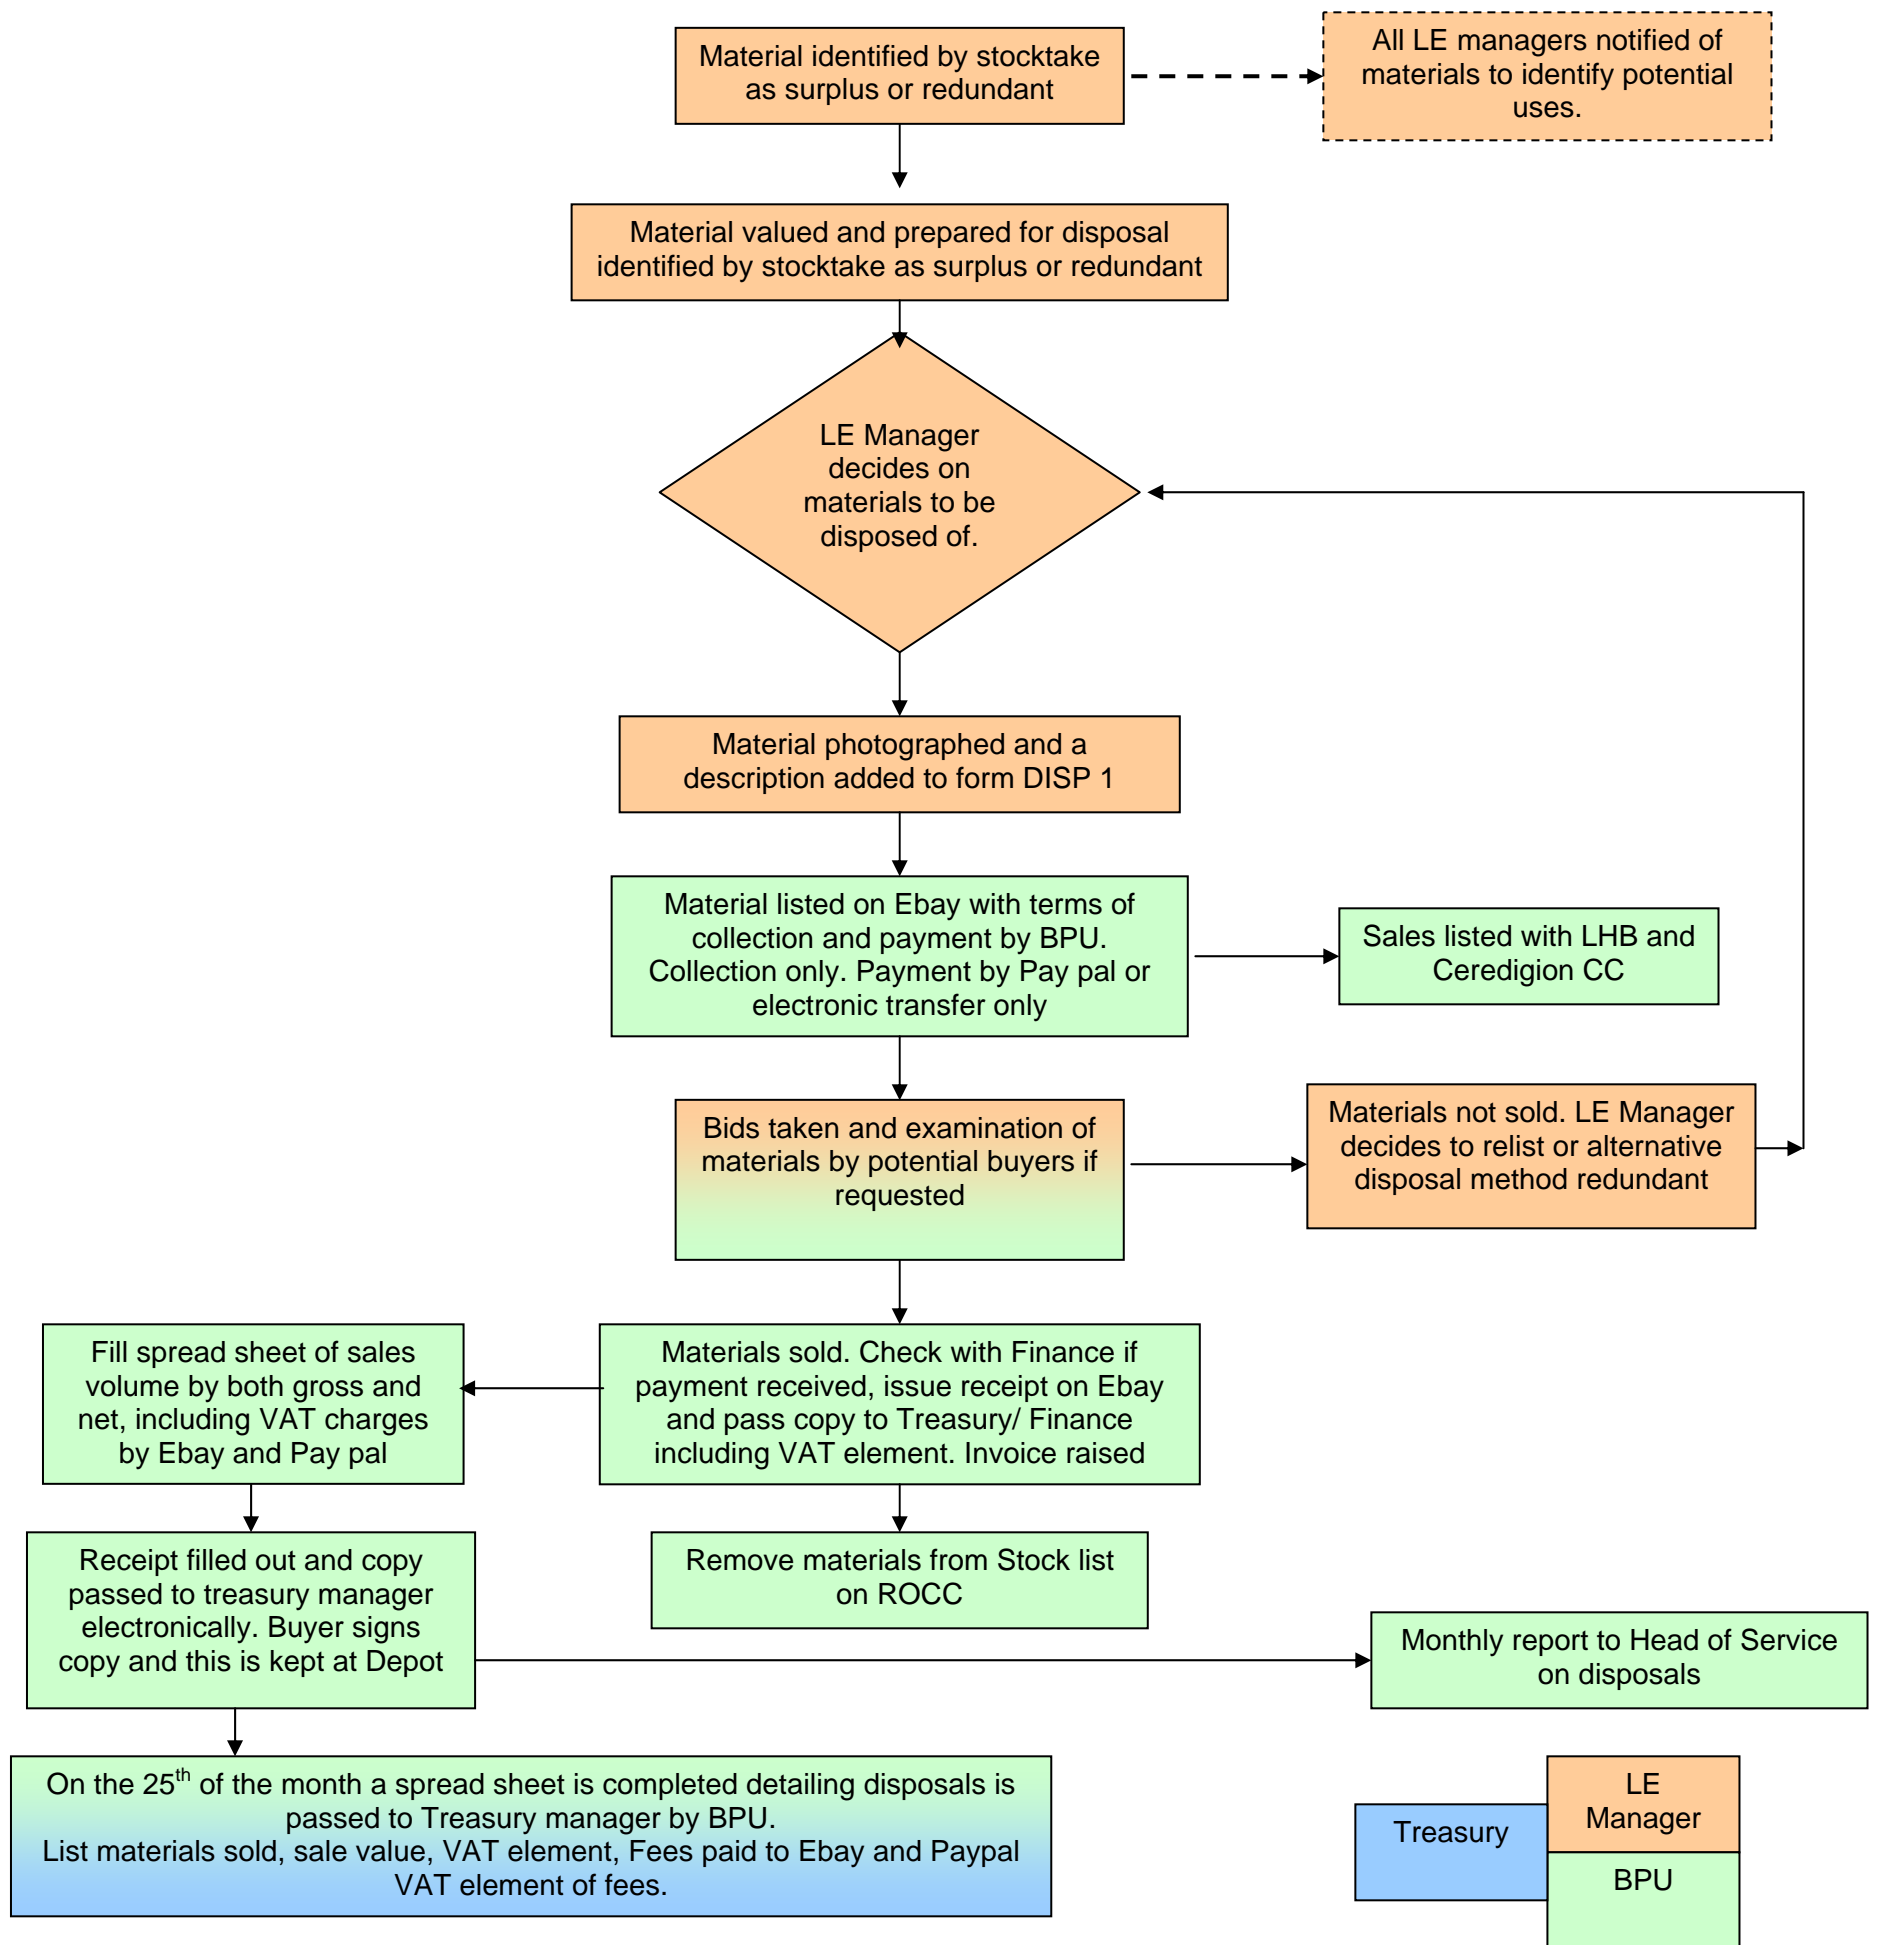 Material identified by stocktake
as surplus or redundant
All LE managers notified of
materials to identify potential
uses.
Material valued and prepared for disposal
identified by stocktake as surplus or redundant
LE Manager
decides on
materials to be
disposed of.
Material photographed and a
description added to form DISP 1
Material listed on Ebay with terms of
collection and payment by BPU.
Collection only. Payment by Pay pal or
electronic transfer only
Sales listed with LHB and
Ceredigion CC
Bids taken and examination of
materials by potential buyers if
requested
Materials not sold. LE Manager
decides to relist or alternative
disposal method redundant
Fill spread sheet of sales
volume by both gross and
net, including VAT charges
by Ebay and Pay pal
Materials sold. Check with Finance if
payment received, issue receipt on Ebay
and pass copy to Treasury/ Finance
including VAT element. Invoice raised
Receipt filled out and copy
passed to treasury manager
electronically. Buyer signs
copy and this is kept at Depot
Remove materials from Stock list
on ROCC
Monthly report to Head of Service
on disposals
On the 25th of the month a spread sheet is completed detailing disposals is
passed to Treasury manager by BPU.
List materials sold, sale value, VAT element, Fees paid to Ebay and Paypal
VAT element of fees.
Treasury
LE
Manager
BPU